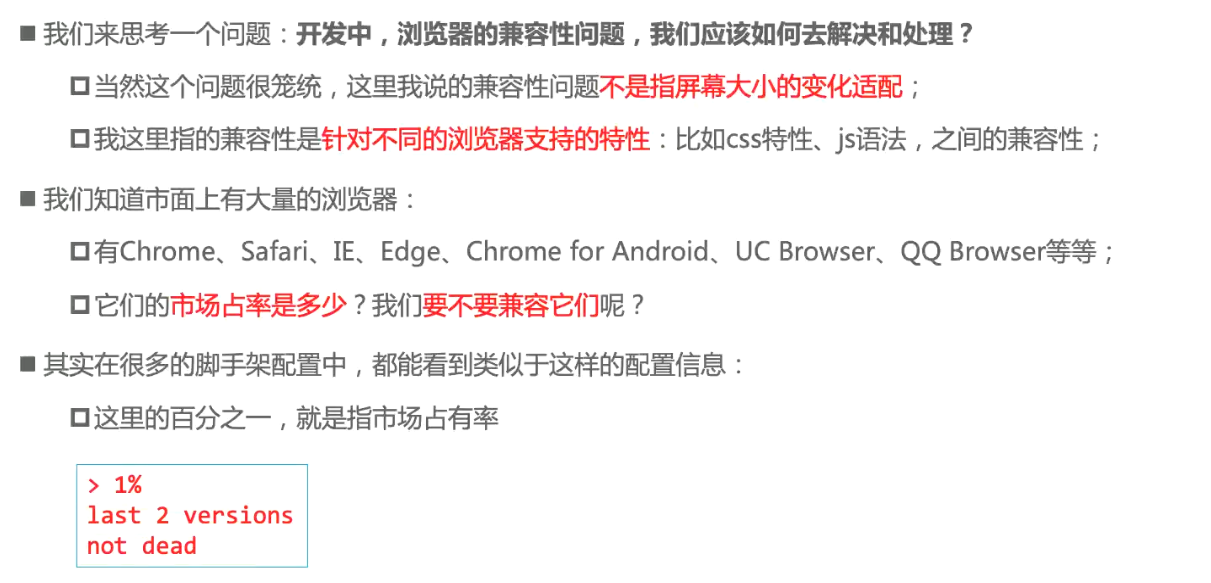 我们来思考一个问题：开发中，浏览器的兼容性问题，我们应该如何去解决和处理？
当然这个问题很笼统，这里我说的兼容性问题不是指屏幕大小的变化适配；
我这里指的兼容性是针对不同的浏览器支持的特性：比如css特性、js语法，之间的兼容性；
我们知道市面上有大量的浏览器：
有Chrome、Safari、IE、Edge、Chrome for Android、UC Browser、QQ Browser等等；
它们的市场占率是多少？我们要不要兼容它们呢？
其实在很多的脚手架配置中，都能看到类似于这样的配置信息：
这里的百分之一，就是指市场占有率
> 1%
last 2 versions
not dead